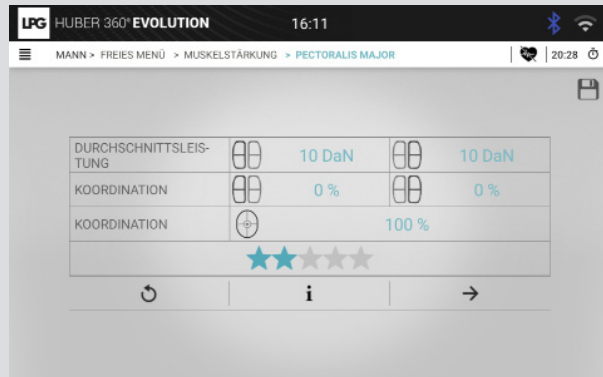 LPG HUBER 360° EVOLUTION 16:11
MANN > FREIES MENÜ > MUSKELSTÄRKUNG > PECTORALIS MAJOR 20:28
DURCHSCHNITTSLEIS-
TUNG 10 DaN 10 DaN
KOORDINATION 0 % 0 %
KOORDINATION 100 %
i